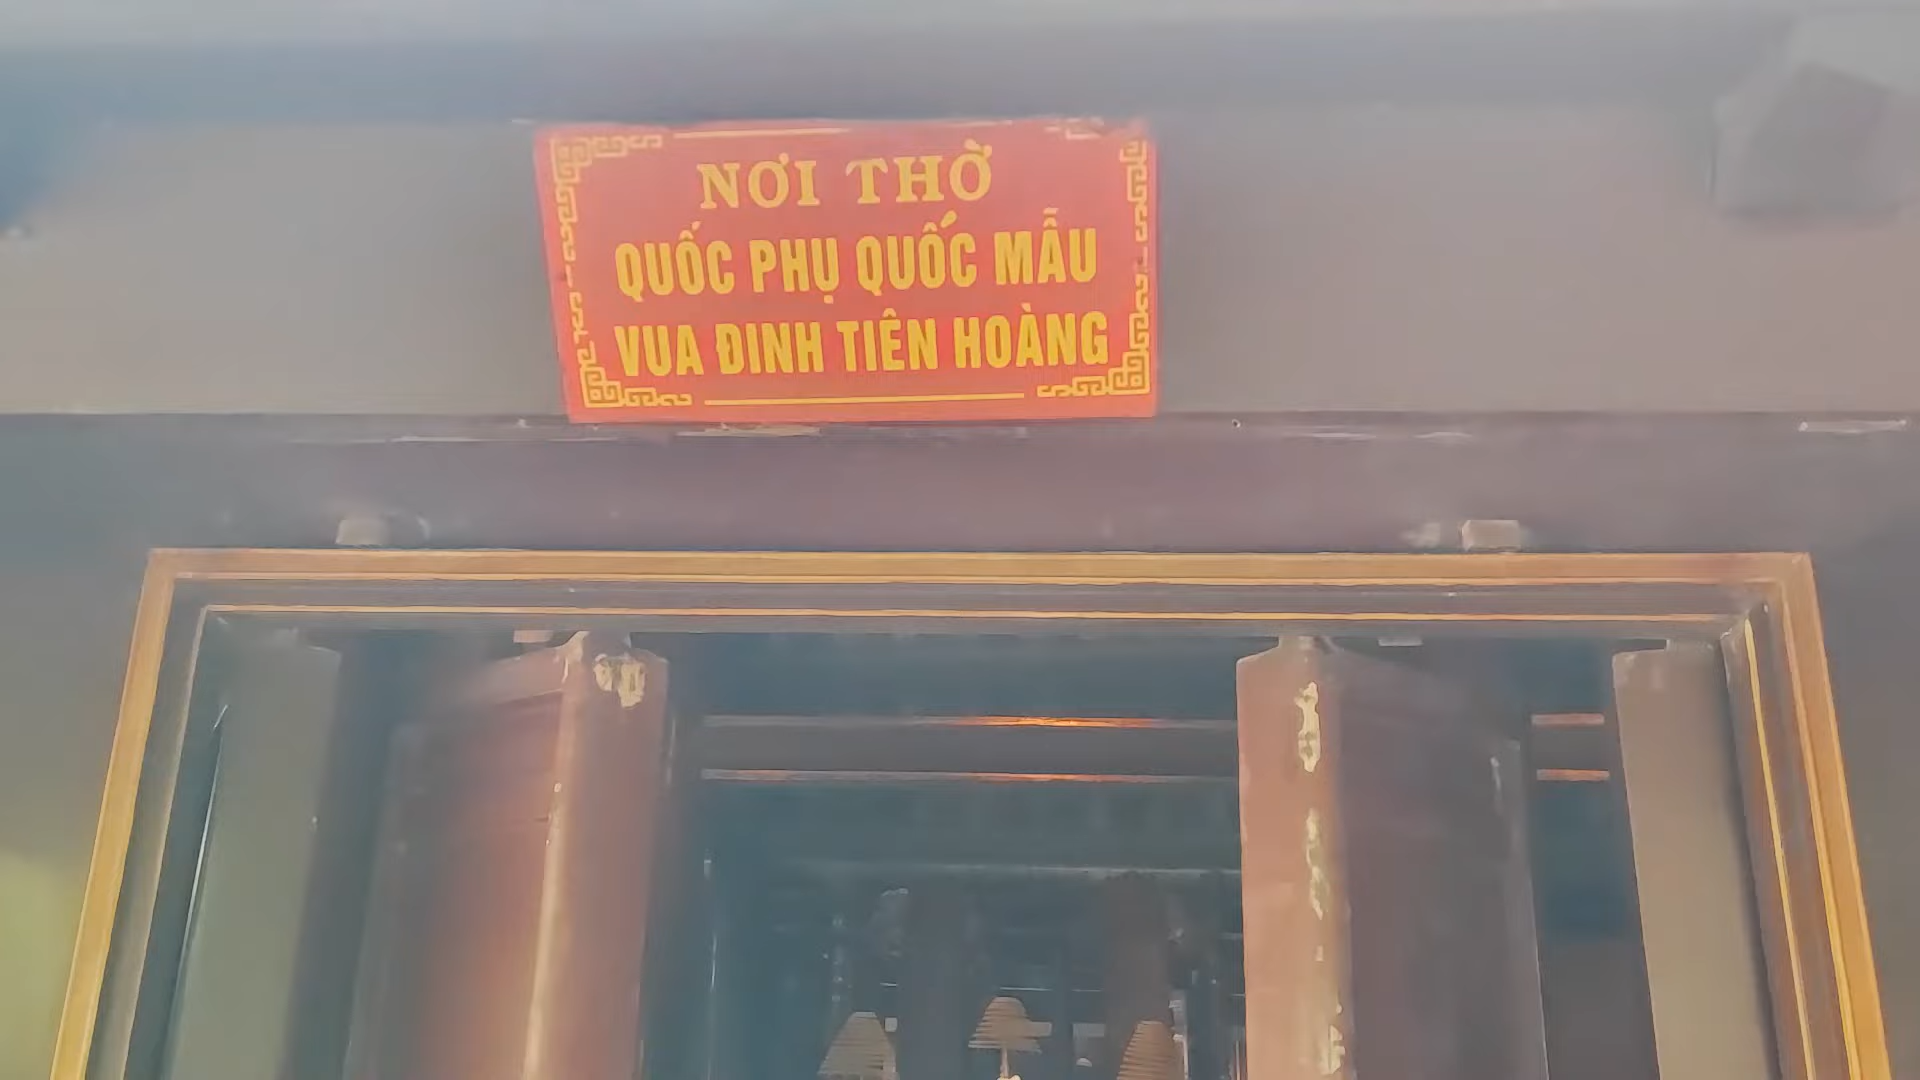 NƠI THỜ
QUỐC PHỤ QUỐC MẪU
VUA ĐINH TIÊN HOÀNG